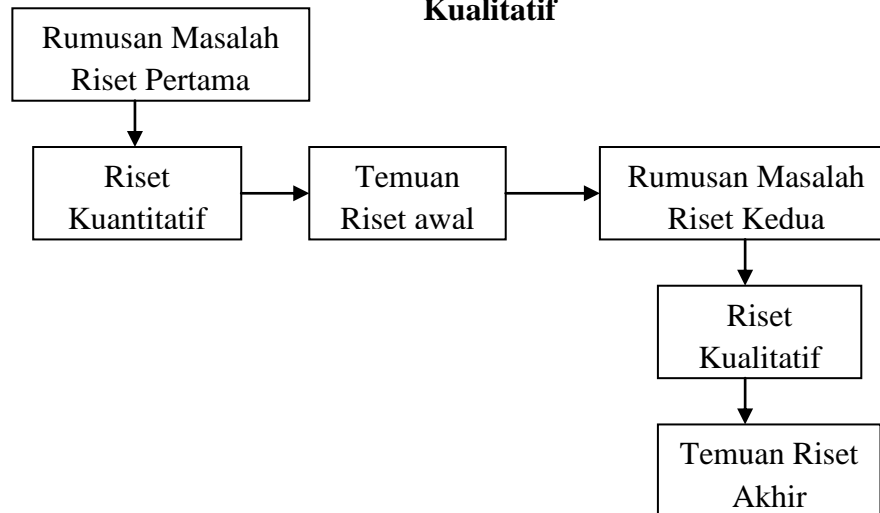 Kualitatif
Rumusan Masalah
Riset Pertama
Riset
Kuantitatif
Temuan
Riset awal
Rumusan Masalah
Riset Kedua
Riset
Kualitatif
Temuan Riset
Akhir